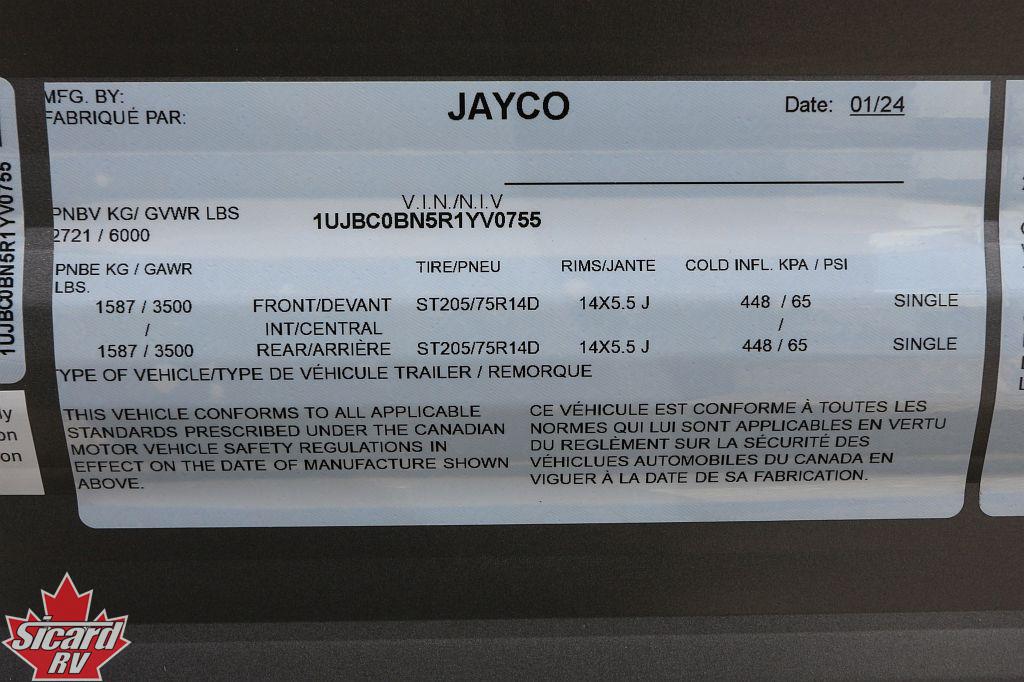 MFG. BY:
FABRIQUÉ PAR:
JAYCO
Date: 01/24
V.I.N./N.I.V
1UJBC0BN5R1YV0755
PNBV KG/ GVWR LBS
2721 / 6000
PNBE KG / GAWR
LBS.
TIRE/PNEU RIMS/JANTE COLD INFL. KPA / PSI
1587 / 3500 FRONT/DEVANT ST205/75R14D 14X5.5 J 448 / 65 SINGLE
/ INT/CENTRAL /
1587 / 3500 REAR/ARRIÈRE ST205/75R14D 14X5.5 J 448 / 65 SINGLE
TYPE OF VEHICLE/TYPE DE VÉHICULE TRAILER / REMORQUE
THIS VEHICLE CONFORMS TO ALL APPLICABLE
STANDARDS PRESCRIBED UNDER THE CANADIAN
MOTOR VEHICLE SAFETY REGULATIONS IN
EFFECT ON THE DATE OF MANUFACTURE SHOWN
ABOVE.
CE VÉHICULE EST CONFORME À TOUTES LES
NORMES QUI LUI SONT APPLICABLES EN VERTU
DU REGLÈMENT SUR LA SÉCURITÉ DES
VÉHICLUES AUTOMOBILES DU CANADA EN
VIGUER À LA DATE DE SA FABRICATION.
1UJBC0BN5R1YV0755
Sicard
RV